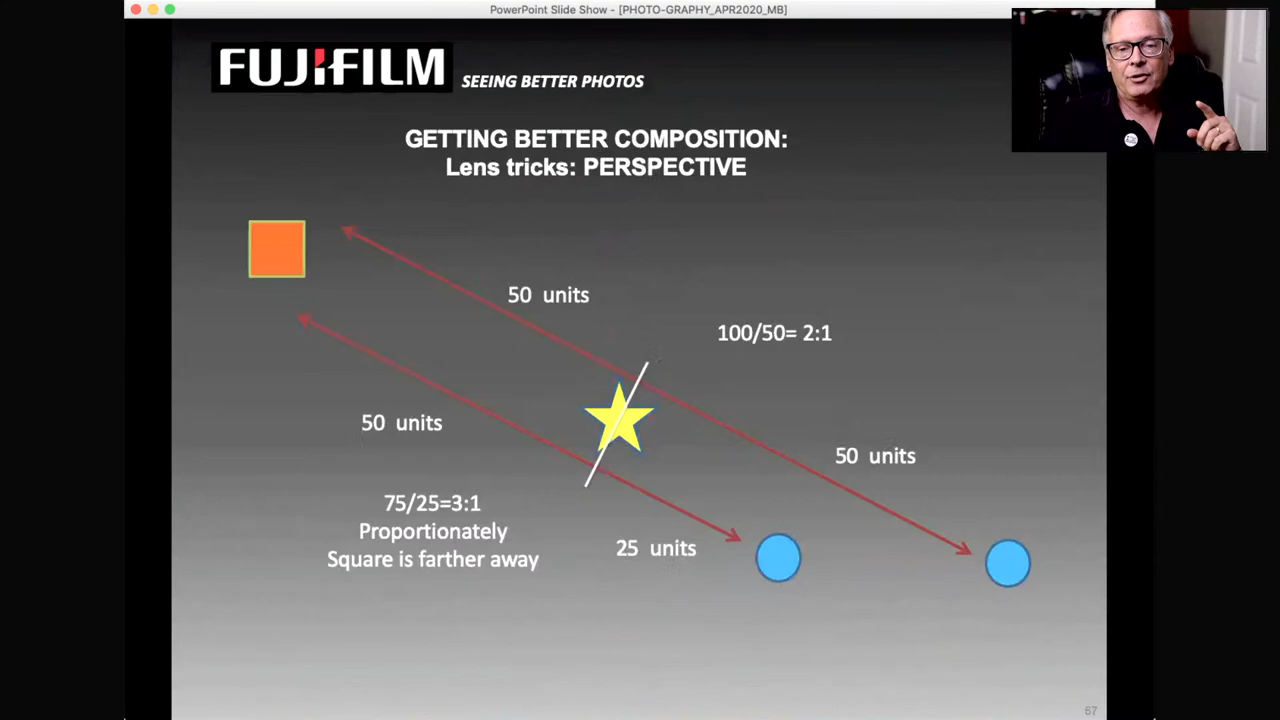 PowerPoint Slide Show - [PHOTO-GRAPHY_APR2020_MB]
FUJIFILM
SEEING BETTER PHOTOS
GETTING BETTER COMPOSITION:
Lens tricks: PERSPECTIVE
50 units
100/50= 2:1
50 units
50 units
75/25=3:1
Proportionately
Square is farther away
25 units
67